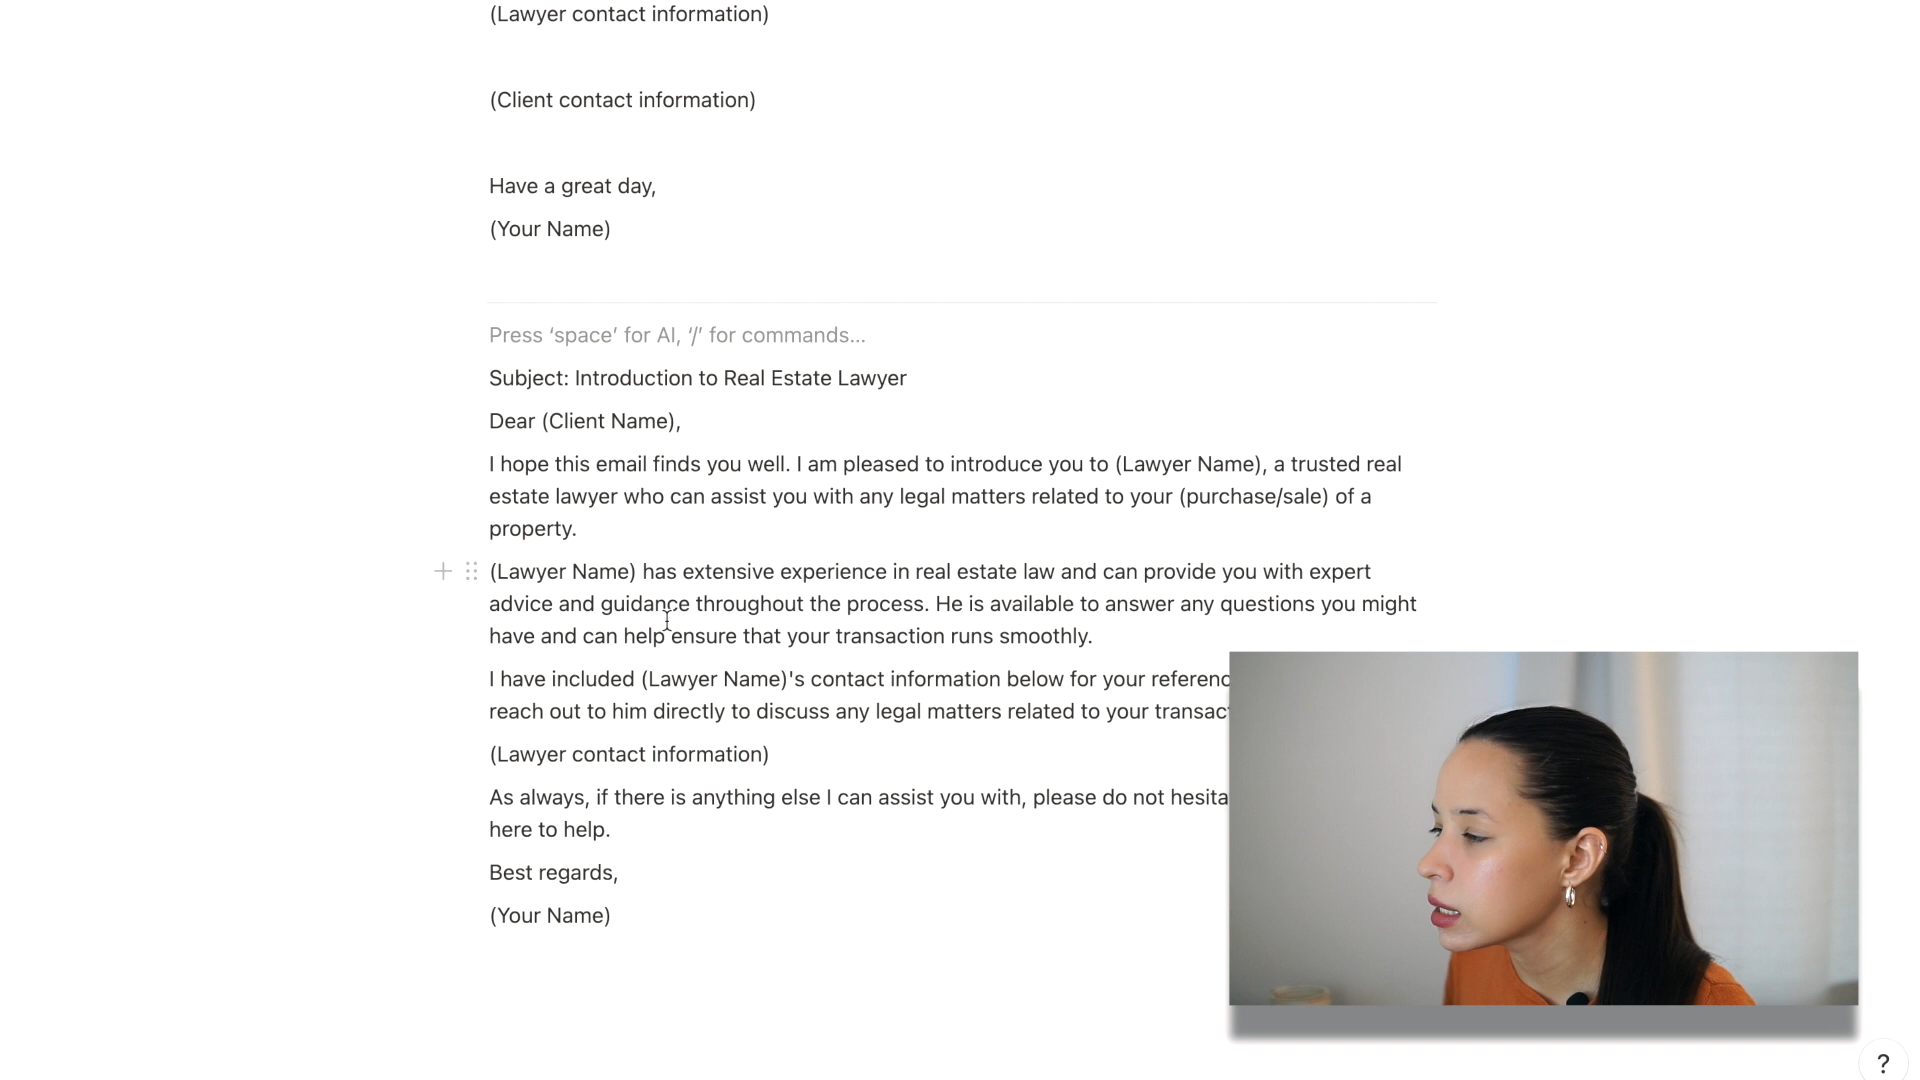 (Lawyer contact information)
(Client contact information)
Have a great day,
(Your Name)
Press ‘space’ for AI, ‘/’ for commands…
Subject: Introduction to Real Estate Lawyer
Dear (Client Name),
I hope this email finds you well. I am pleased to introduce you to (Lawyer Name), a trusted real
estate lawyer who can assist you with any legal matters related to your (purchase/sale) of a
property.
(Lawyer Name) has extensive experience in real estate law and can provide you with expert
advice and guidance throughout the process. He is available to answer any questions you might
have and can help ensure that your transaction runs smoothly.
I have included (Lawyer Name)'s contact information below for your
reach out to him directly to discuss any legal matters related to your
(Lawyer contact information)
As always, if there is anything else I can assist you with, please do not
here to help.
Best regards,
(Your Name)
?